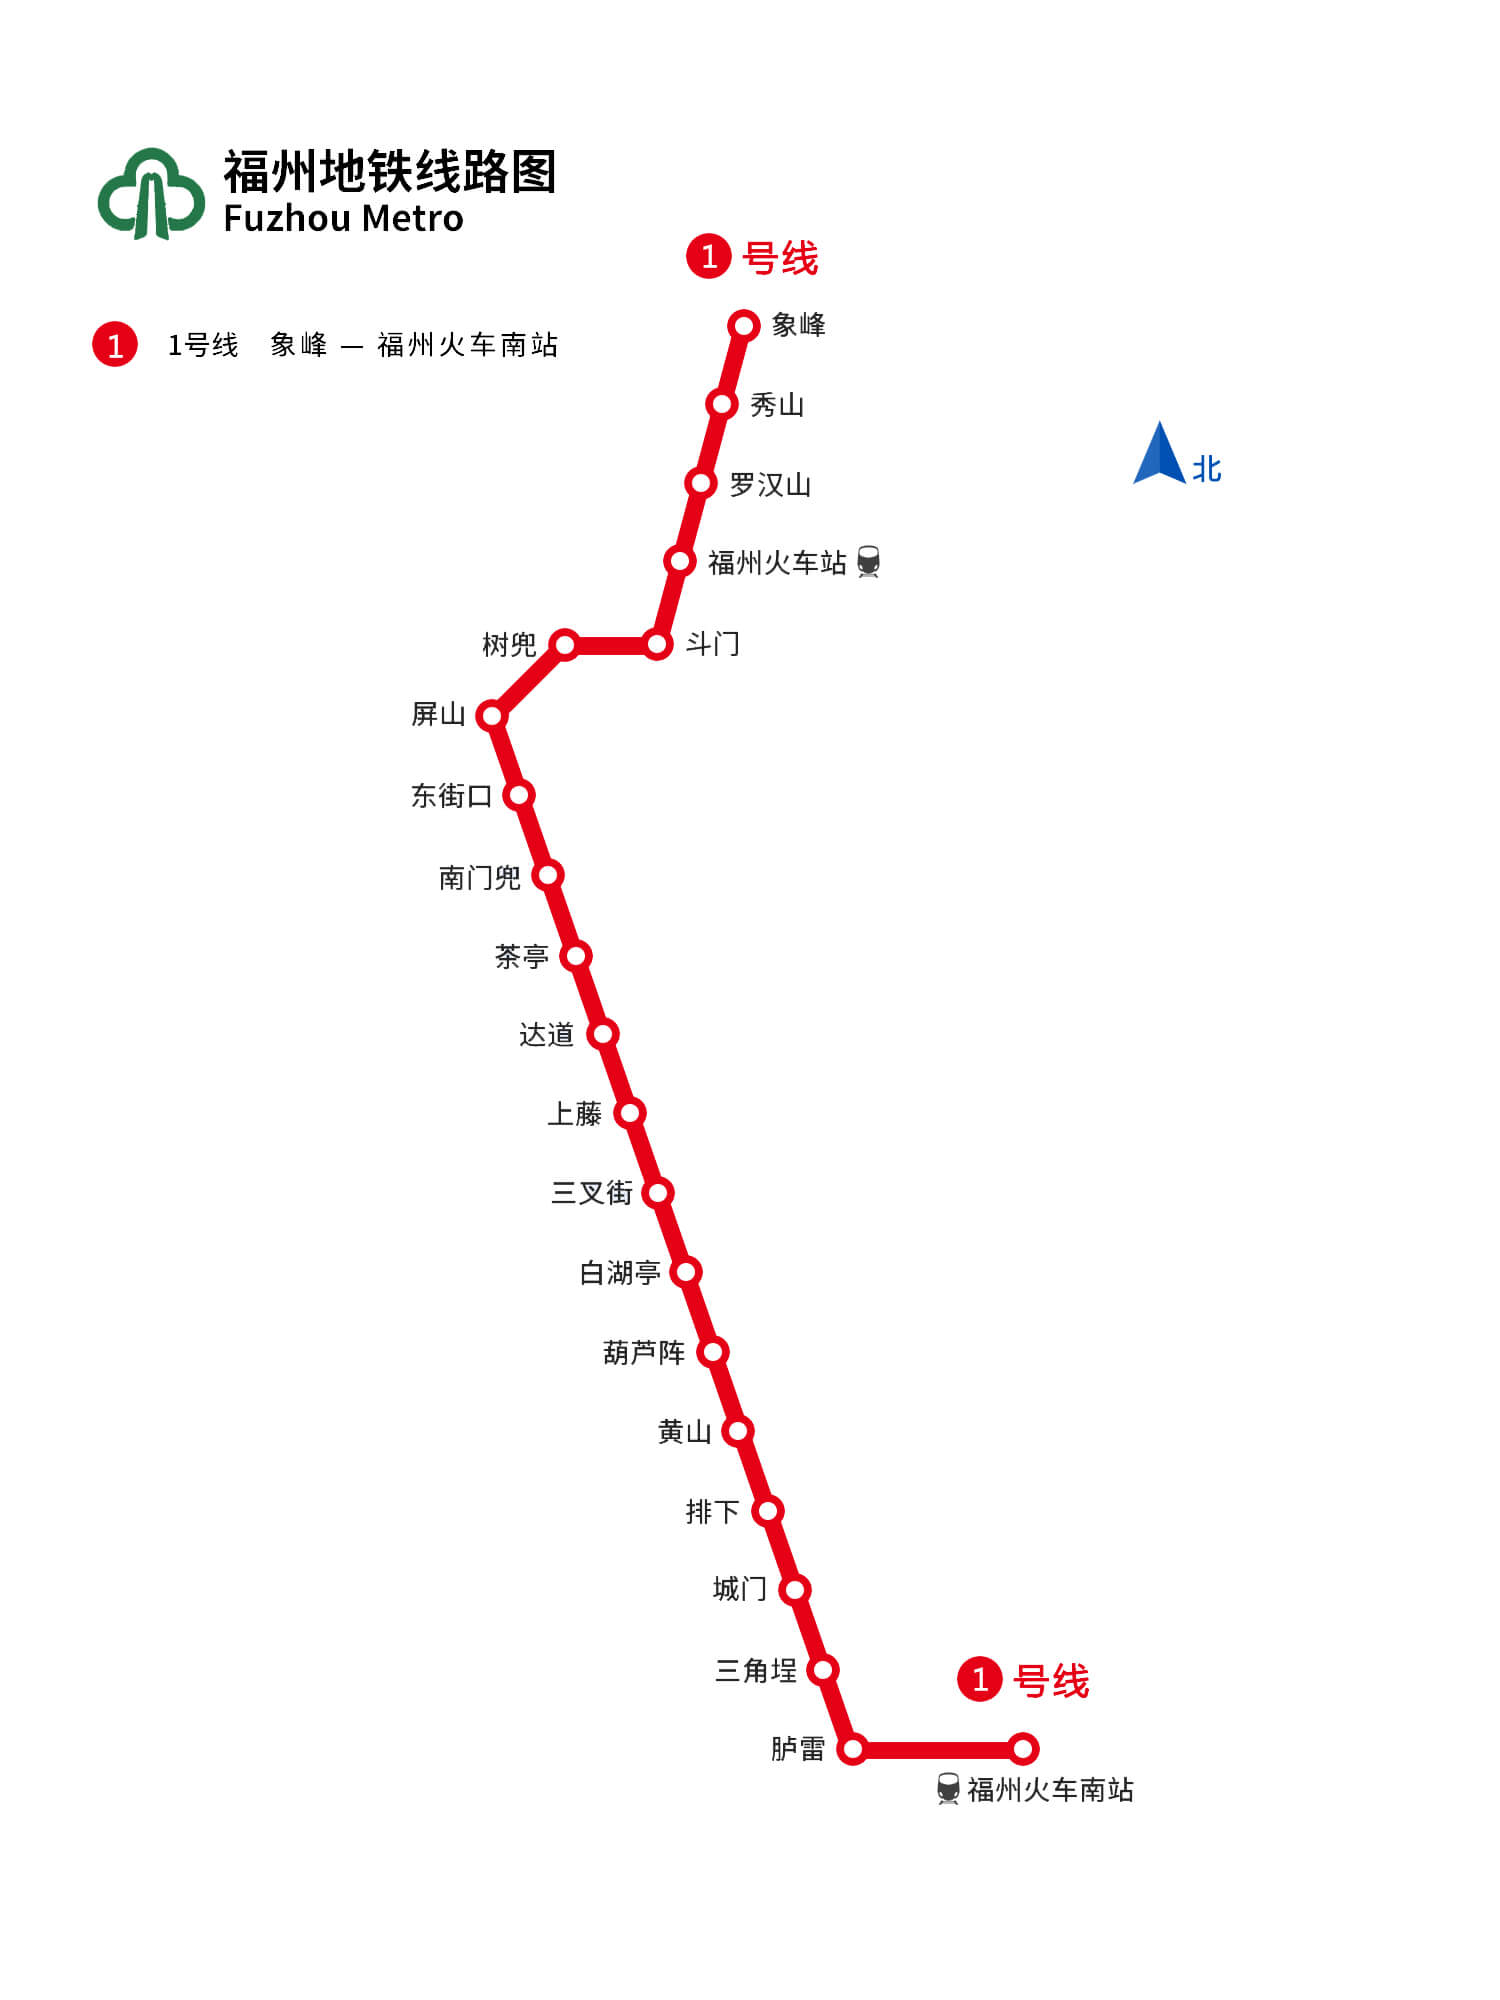 福州地铁线路图
Fuzhou Metro
1 号线
1 1号线 象峰 — 福州火车南站
象峰
秀山
北
罗汉山
福州火车站
树兜
斗门
屏山
东街口
南门兜
茶亭
达道
上藤
三叉街
白湖亭
葫芦阵
黄山
排下
城门
三角埕
1 号线
胪雷
福州火车南站